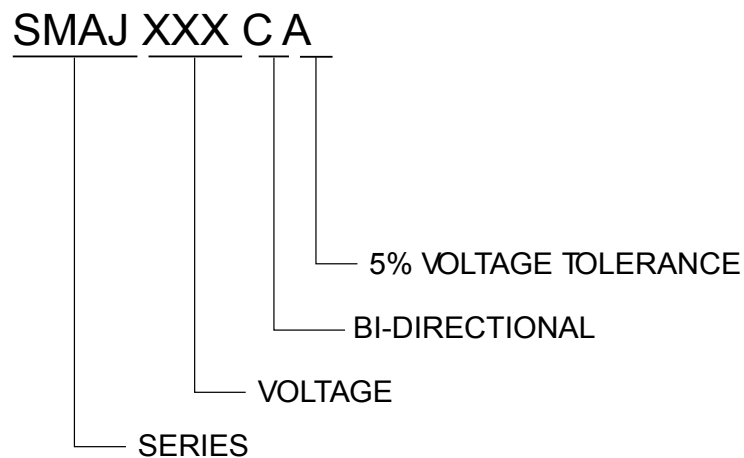 SMAJ XXX C A
5% VOLTAGE TOLERANCE
BI-DIRECTIONAL
VOLTAGE
SERIES